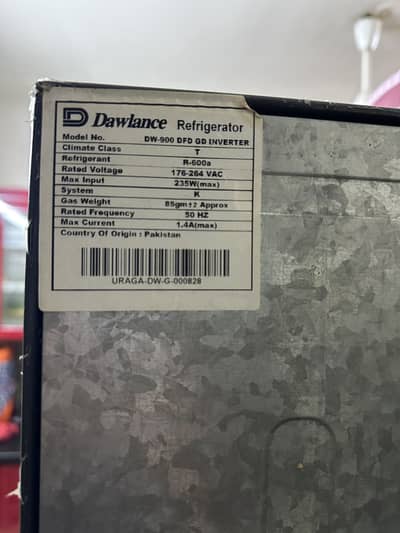 Dawlance Refrigerator
Model No. DW-900 DFD GD INVERTER
Climate Class T
Refrigerant R-600a
Rated Voltage 176-264 VAC
Max Input 235W(max)
System K
Gas Weight 85gm±2 Approx
Rated Frequency 50 HZ
Max Current 1.4A(max)
Country Of Origin : Pakistan
URAGA-DW-G-000828